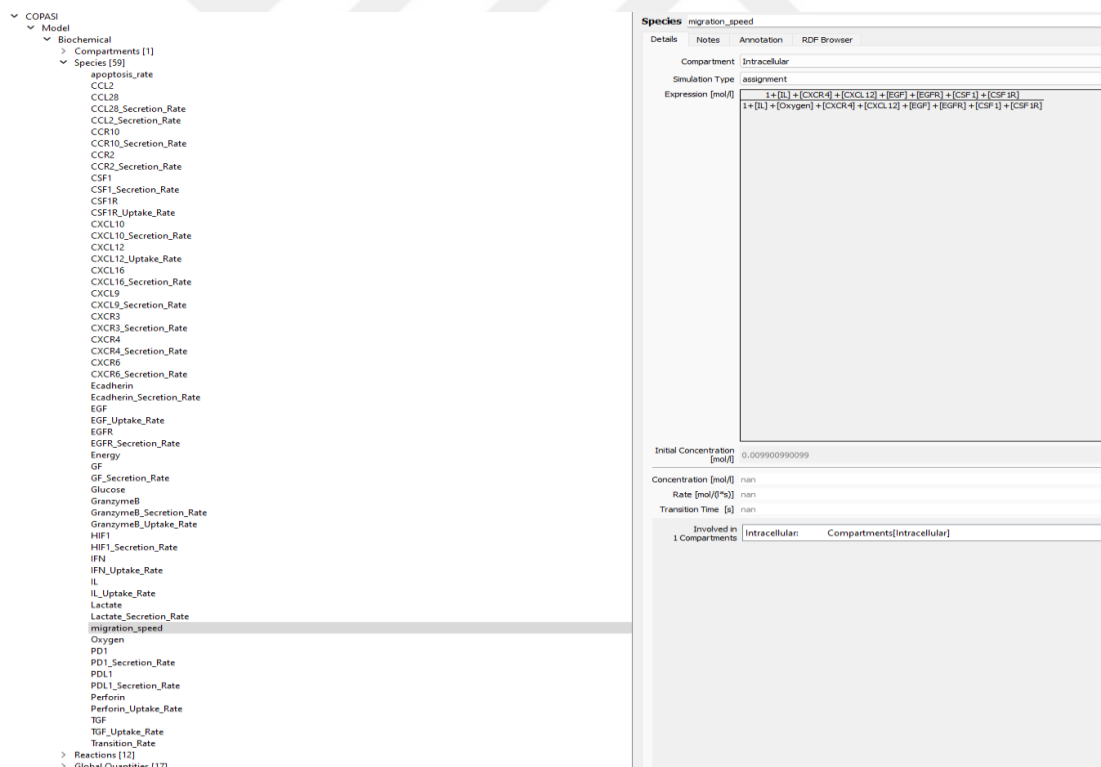 COPASI
Model
Biochemical
Compartments [1]
Species [59]
apoptosis_rate
CCL2
CCL28
CCL28_Secretion_Rate
CCL2_Secretion_Rate
CCR10
CCR10_Secretion_Rate
CCR2
CCR2_Secretion_Rate
CSF1
CSF1_Secretion_Rate
CSF1R
CSF1R_Uptake_Rate
CXCL10
CXCL10_Secretion_Rate
CXCL12
CXCL12_Uptake_Rate
CXCL16
CXCL16_Secretion_Rate
CXCL9
CXCL9_Secretion_Rate
CXCR3
CXCR3_Secretion_Rate
CXCR4
CXCR4_Secretion_Rate
CXCR6
CXCR6_Secretion_Rate
Ecadherin
Ecadherin_Secretion_Rate
EGF
EGF_Uptake_Rate
EGFR
EGFR_Secretion_Rate
Energy
GF
GF_Secretion_Rate
Glucose
GranzymeB
GranzymeB_Secretion_Rate
GranzymeB_Uptake_Rate
HIF1
HIF1_Secretion_Rate
IFN
IFN_Uptake_Rate
IL
IL_Uptake_Rate
Lactate
Lactate_Secretion_Rate
migration_speed
Oxygen
PD1
PD1_Secretion_Rate
PDL1
PDL1_Secretion_Rate
Perforin
Perforin_Uptake_Rate
TGF
TGF_Uptake_Rate
Transition_Rate
Reactions [12]
Global Quantities [17]
Species migration_speed
Details Notes Annotation RDF Browser
Compartment Intracellular
Simulation Type assignment
Expression [mol/l] 1+[IL]+[CXCR4]+[CXCL12]+[EGF]+[EGFR]+[CSF1]+[CSF1R]
1+[IL]+[Oxygen]+[CXCR4]+[CXCL12]+[EGF]+[EGFR]+[CSF1]+[CSF1R]
Initial Concentration
[mol/l] 0.009900990099
Concentration [mol/l] nan
Rate [mol/(l*s)] nan
Transition Time [s] nan
Involved in
1 Compartments Intracellular: Compartments[Intracellular]